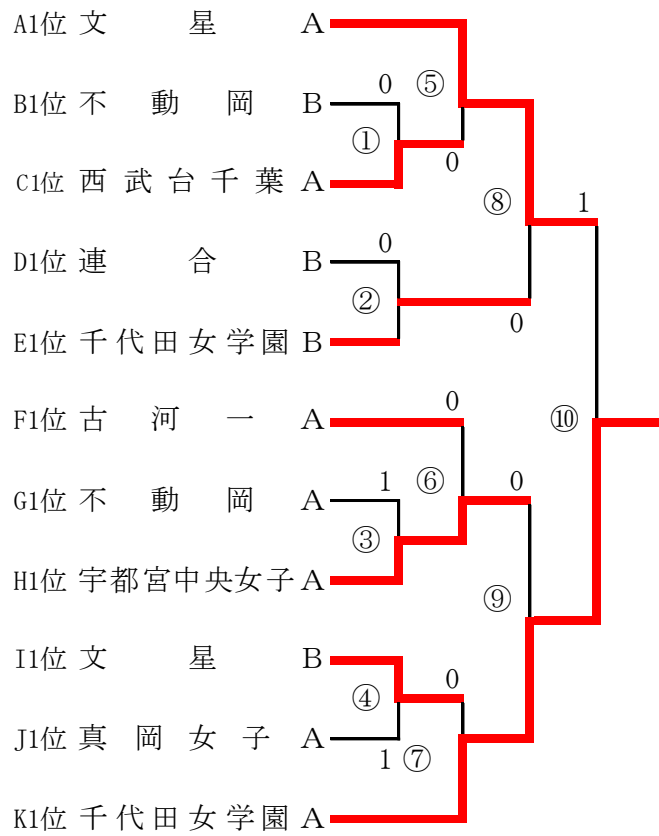 A1位 文星 A
0 ⑤
B1位 不動岡 B
①
0
C1位 西武台千葉 A
⑧ 1
0
D1位 連合 B
②
0
E1位 千代田女学園 B
0
F1位 古河一 A
⑩
1 ⑥ 0
G1位 不動岡 A
③
H1位 宇都宮中央女子 A
⑨
I1位 文星 B
0
④
J1位 真岡女子 A
1 ⑦
K1位 千代田女学園 A